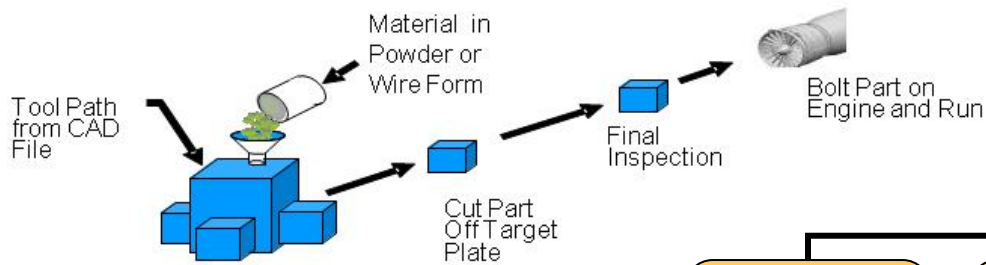 Material in
Powder or
Wire Form
Tool Path
from CAD
File
Cut Part
Off Target
Plate
Final
Inspection
Bolt Part on
Engine and Run